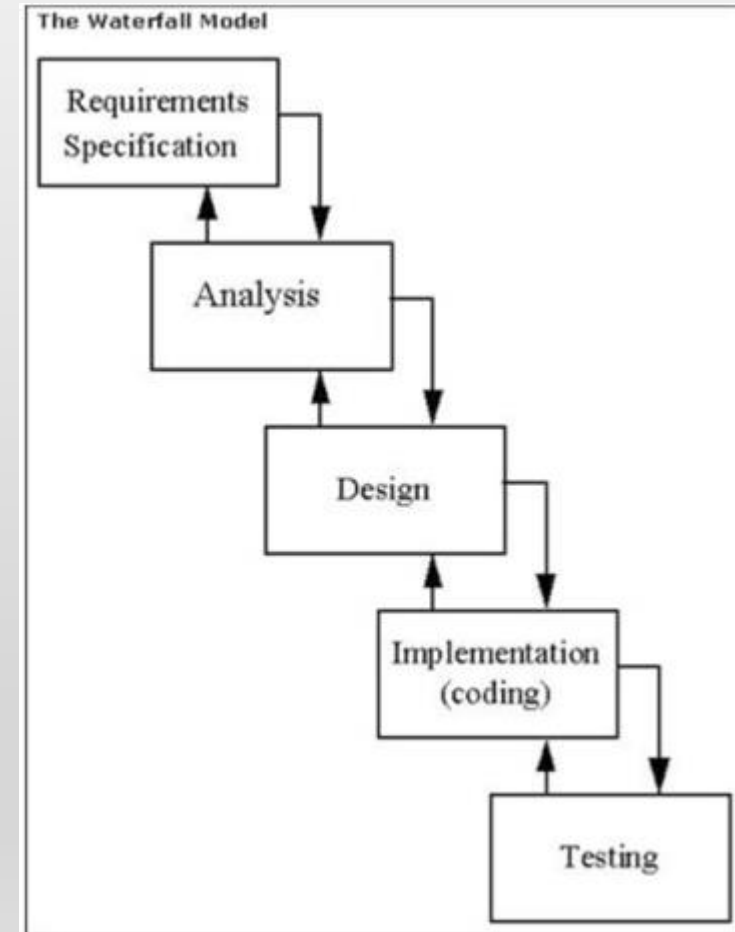 The Waterfall Model
Requirements
Specification
Analysis
Design
Implementation
(coding)
Testing